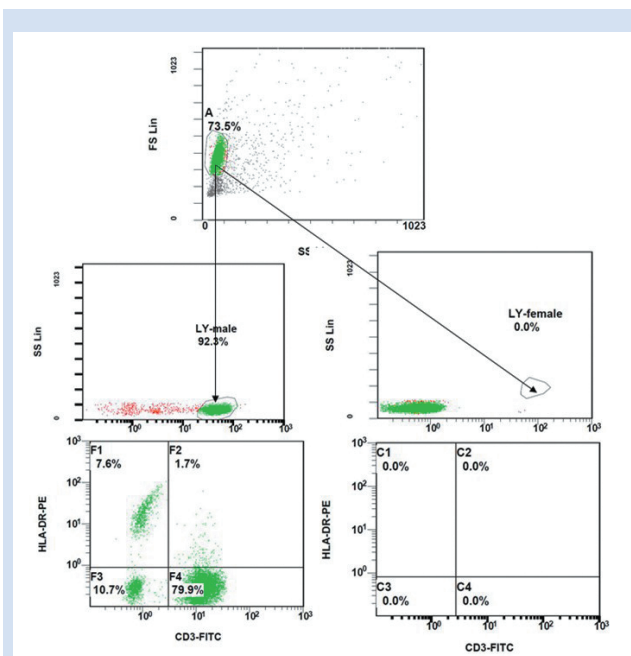 1023
FS Lin
A
73.5%
0
0
1023
SS
1023
SS Lin
LY-male
92.3%
0
10⁰
10¹
10²
10³
1023
SS Lin
LY-female
0.0%
0
10⁰
10¹
10²
10³
10³
10²
10¹
10⁰
HLA-DR-PE
F1
7.6%
F2
1.7%
F3
10.7%
F4
79.9%
10⁰
10¹
10²
10³
CD3-FITC
10³
10²
10¹
10⁰
HLA-DR-PE
C1
0.0%
C2
0.0%
C3
0.0%
C4
0.0%
10⁰
10¹
10²
10³
CD3-FITC